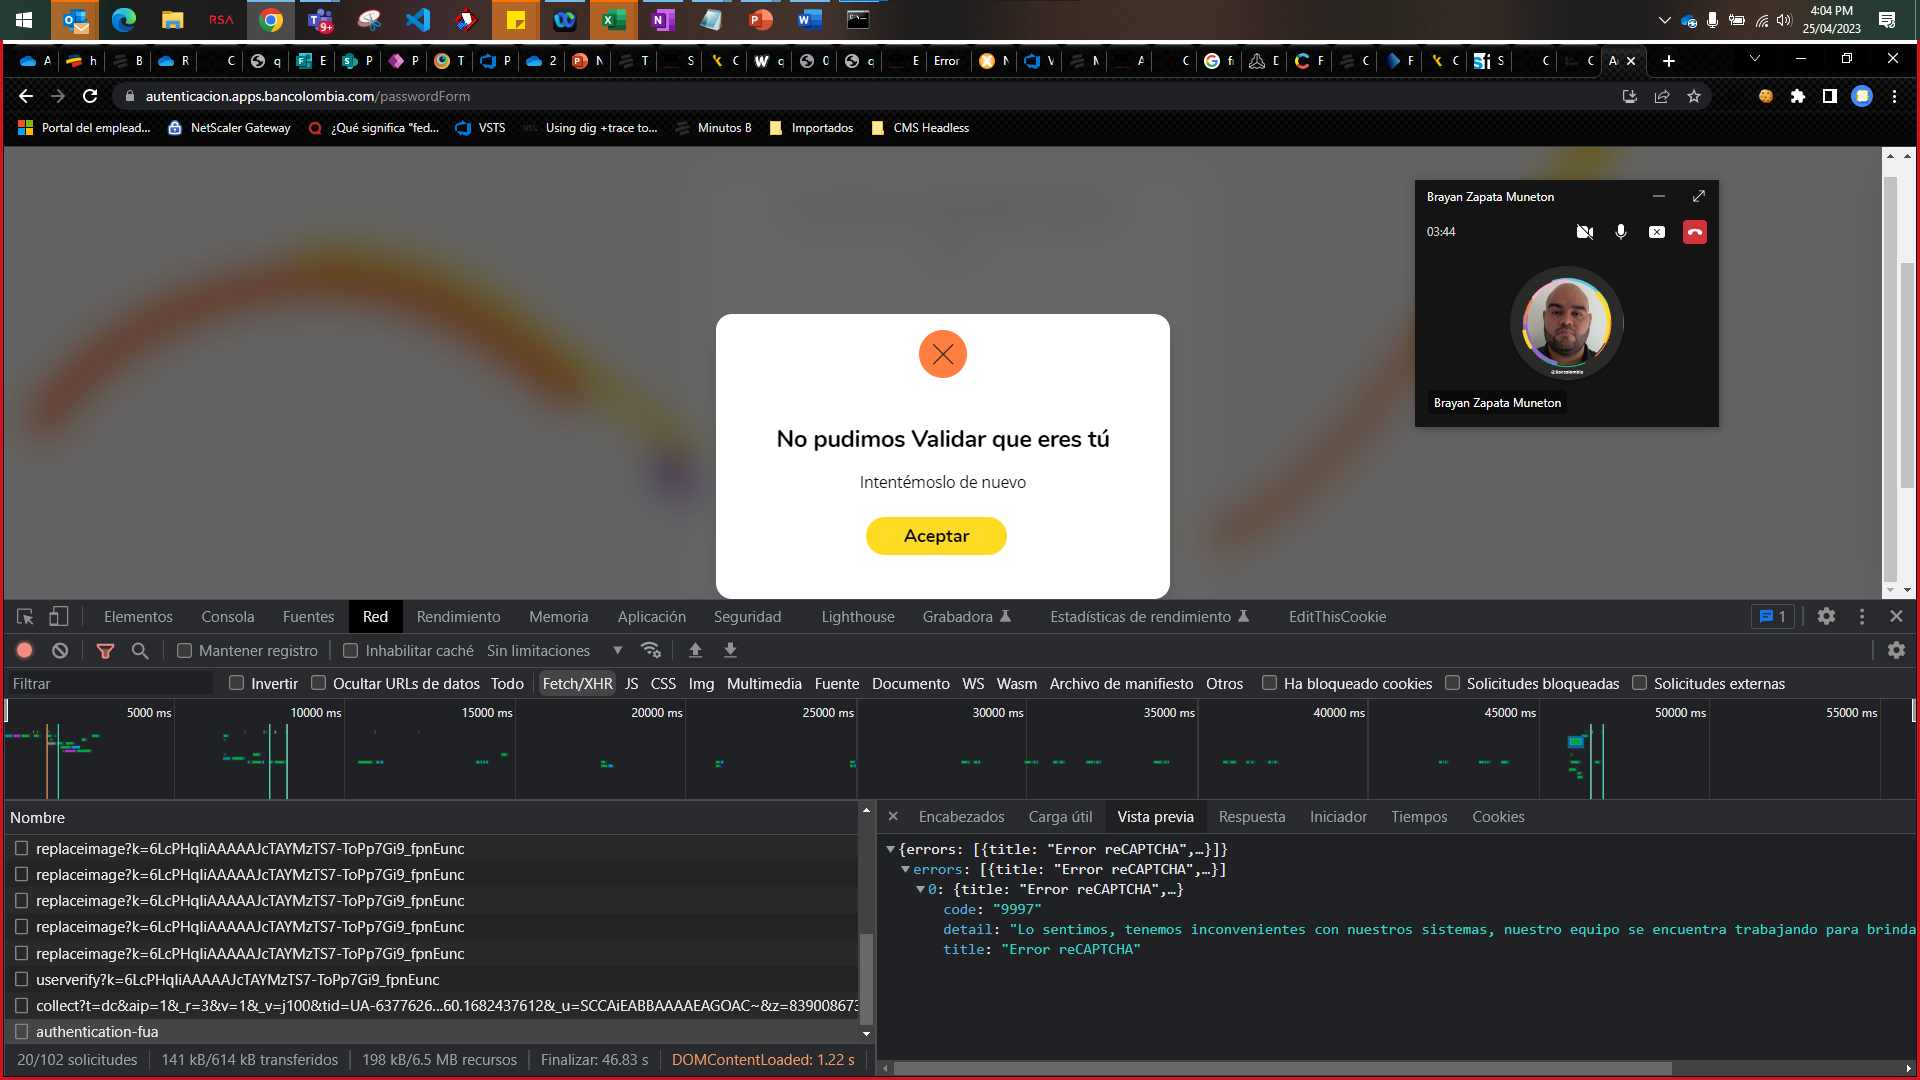 RSA
9+
4:04 PM
25/04/2023
A
h
B
R
C
q
E
P
P
T
P
2
N
T
S
C
q
0
q
E
Error
N
V
M
A
C
fi
D
F
C
F
C
S
C
C
A
autenticacion.apps.bancolombia.com/passwordForm
Portal del emplead...
NetScaler Gateway
¿Qué significa "fed...
VSTS
Using dig +trace to...
Minutos B
Importados
CMS Headless
Brayan Zapata Muneton
03:44
Bancolombia
Brayan Zapata Muneton
No pudimos Validar que eres tú
Intentémoslo de nuevo
Aceptar
Elementos
Consola
Fuentes
Red
Rendimiento
Memoria
Aplicación
Seguridad
Lighthouse
Grabadora
Estadísticas de rendimiento
EditThisCookie
1
Mantener registro
Inhabilitar caché
Sin limitaciones
Filtrar
Invertir
Ocultar URLs de datos
Todo
Fetch/XHR
JS
CSS
Img
Multimedia
Fuente
Documento
WS
Wasm
Archivo de manifiesto
Otros
Ha bloqueado cookies
Solicitudes bloqueadas
Solicitudes externas
5000 ms
10000 ms
15000 ms
20000 ms
25000 ms
30000 ms
35000 ms
40000 ms
45000 ms
50000 ms
55000 ms
Nombre
replaceimage?k=6LcPHqIiAAAAAJcTAYMzTS7-ToPp7Gi9_fpnEunc
replaceimage?k=6LcPHqIiAAAAAJcTAYMzTS7-ToPp7Gi9_fpnEunc
replaceimage?k=6LcPHqIiAAAAAJcTAYMzTS7-ToPp7Gi9_fpnEunc
replaceimage?k=6LcPHqIiAAAAAJcTAYMzTS7-ToPp7Gi9_fpnEunc
replaceimage?k=6LcPHqIiAAAAAJcTAYMzTS7-ToPp7Gi9_fpnEunc
userverify?k=6LcPHqIiAAAAAJcTAYMzTS7-ToPp7Gi9_fpnEunc
collect?t=dc&aip=1&_r=3&v=1&_v=j100&tid=UA-6377626...60.1682437612&_u=SCCAiEABBAAAAEAGOAC~&z=839008673
authentication-fua
20/102 solicitudes
141 kB/614 kB transferidos
198 kB/6.5 MB recursos
Finalizar: 46.83 s
DOMContentLoaded: 1.22 s
Encabezados
Carga útil
Vista previa
Respuesta
Iniciador
Tiempos
Cookies
{errors: [{title: "Error reCAPTCHA",…}]}
errors: [{title: "Error reCAPTCHA",…}]
0: {title: "Error reCAPTCHA",…}
code: "9997"
detail: "Lo sentimos, tenemos inconvenientes con nuestros sistemas, nuestro equipo se encuentra trabajando para brinda
title: "Error reCAPTCHA"